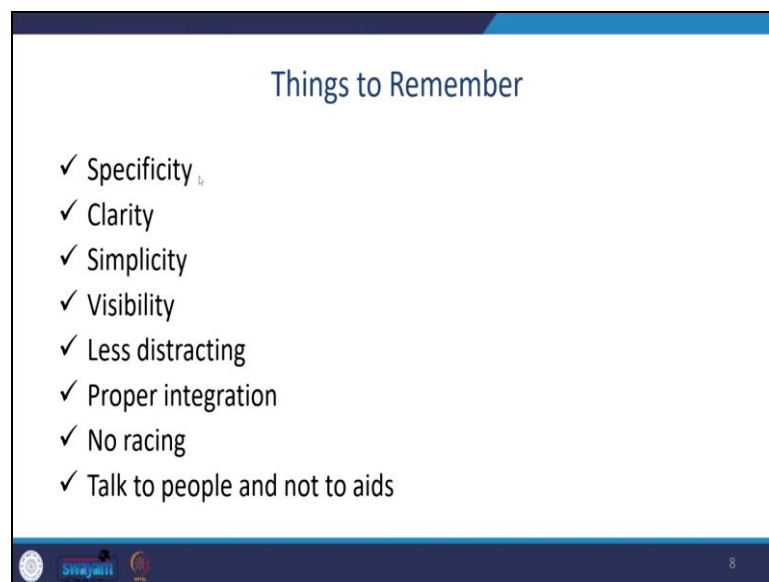 Things to Remember
✓ Specificity
✓ Clarity
✓ Simplicity
✓ Visibility
✓ Less distracting
✓ Proper integration
✓ No racing
✓ Talk to people and not to aids
swayam
8